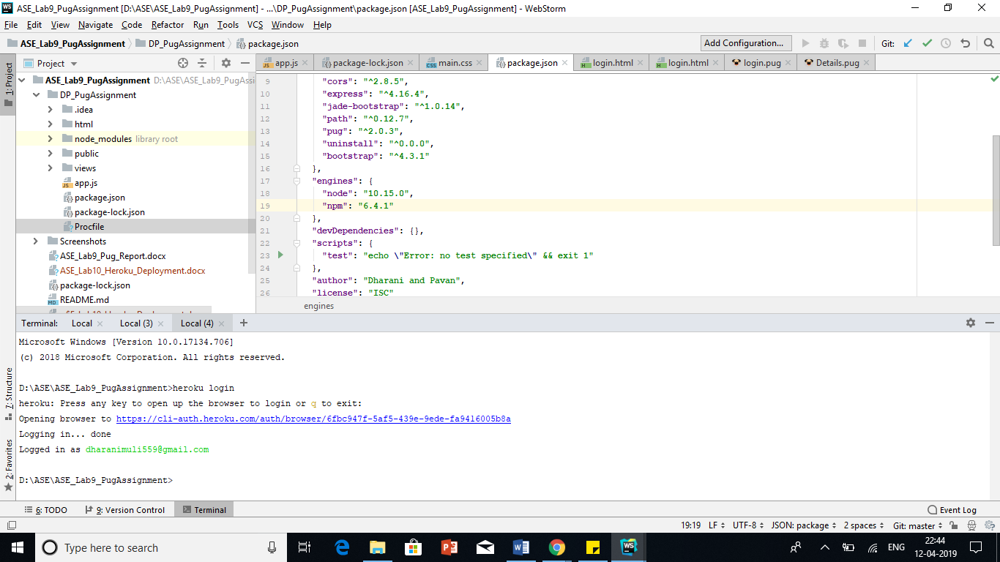 ASE_Lab9_PugAssignment [D:\ASE\ASE_Lab9_PugAssignment] - ...\DP_PugAssignment\package.json [ASE_Lab9_PugAssignment] - WebStorm
File Edit View Navigate Code Refactor Run Tools VCS Window Help
ASE_Lab9_PugAssignment DP_PugAssignment package.json Add Configuration... Git:
1: Project
Project
ASE_Lab9_PugAssignment D:\ASE\ASE_Lab9_PugAssi
DP_PugAssignment
.idea
html
node_modules library root
public
views
app.js
package.json
package-lock.json
Procfile
Screenshots
ASE_Lab9_Pug_Report.docx
ASE_Lab10_Heroku_Deployment.docx
package-lock.json
README.md
app.js package-lock.json main.css package.json login.html login.html login.pug Details.pug
9 "cors": "^2.8.5",
10 "express": "^4.16.4",
11 "jade-bootstrap": "^1.0.14",
12 "path": "^0.12.7",
13 "pug": "^2.0.3",
14 "uninstall": "^0.0.0",
15 "bootstrap": "^4.3.1"
16 },
17 "engines": {
18 "node": "10.15.0",
19 "npm": "6.4.1"
20 },
21 "devDependencies": {},
22 "scripts": {
23 "test": "echo \"Error: no test specified\" && exit 1"
24 },
25 "author": "Dharani and Pavan",
26 "license": "ISC"
engines
Terminal: Local Local (3) Local (4)
Microsoft Windows [Version 10.0.17134.706]
(c) 2018 Microsoft Corporation. All rights reserved.
D:\ASE\ASE_Lab9_PugAssignment>heroku login
heroku: Press any key to open up the browser to login or q to exit:
Opening browser to https://cli-auth.heroku.com/auth/browser/6fbc947f-5af5-439e-9ede-fa9416005b8a
Logging in... done
Logged in as dharanimuli559@gmail.com
D:\ASE\ASE_Lab9_PugAssignment>
7: Structure
2: Favorites
6: TODO 9: Version Control Terminal Event Log
19:19 LF UTF-8 JSON: package 2 spaces Git: master
Type here to search
ENG
22:44
12-04-2019